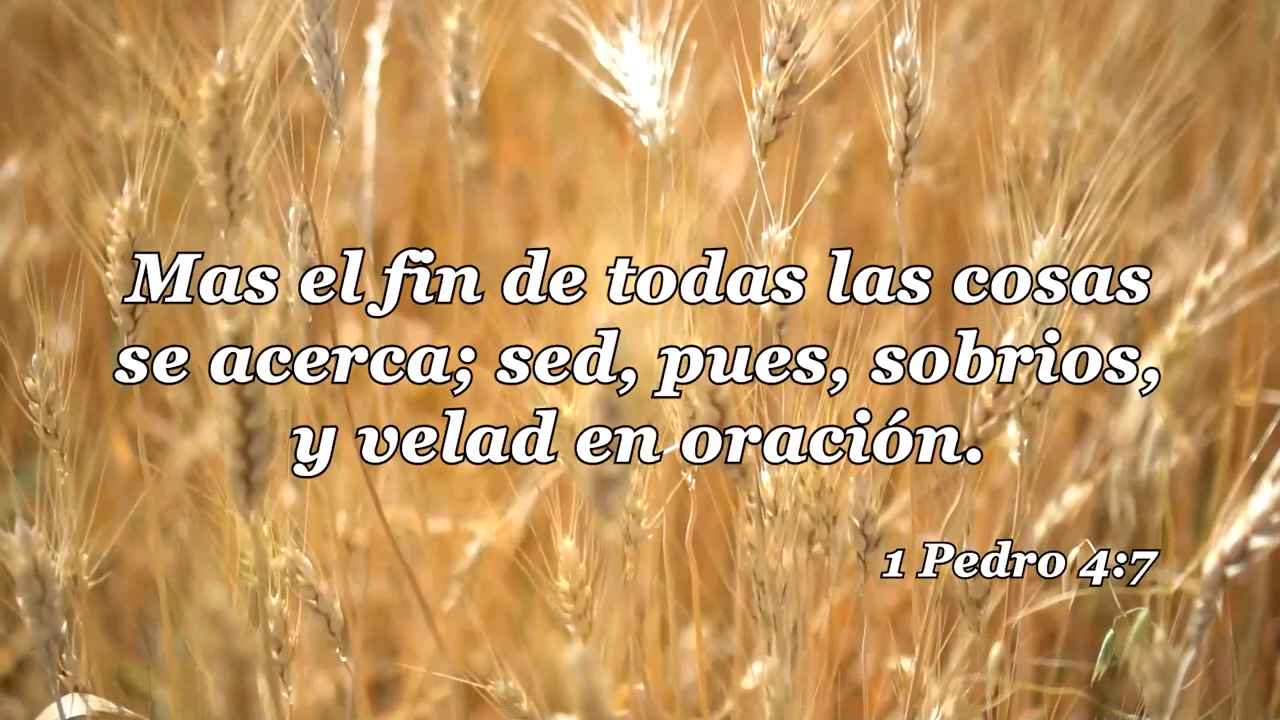 Mas el fin de todas las cosas
se acerca; sed, pues, sobrios,
y velad en oración.
1 Pedro 4:7